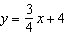 y = 3/4 x + 4